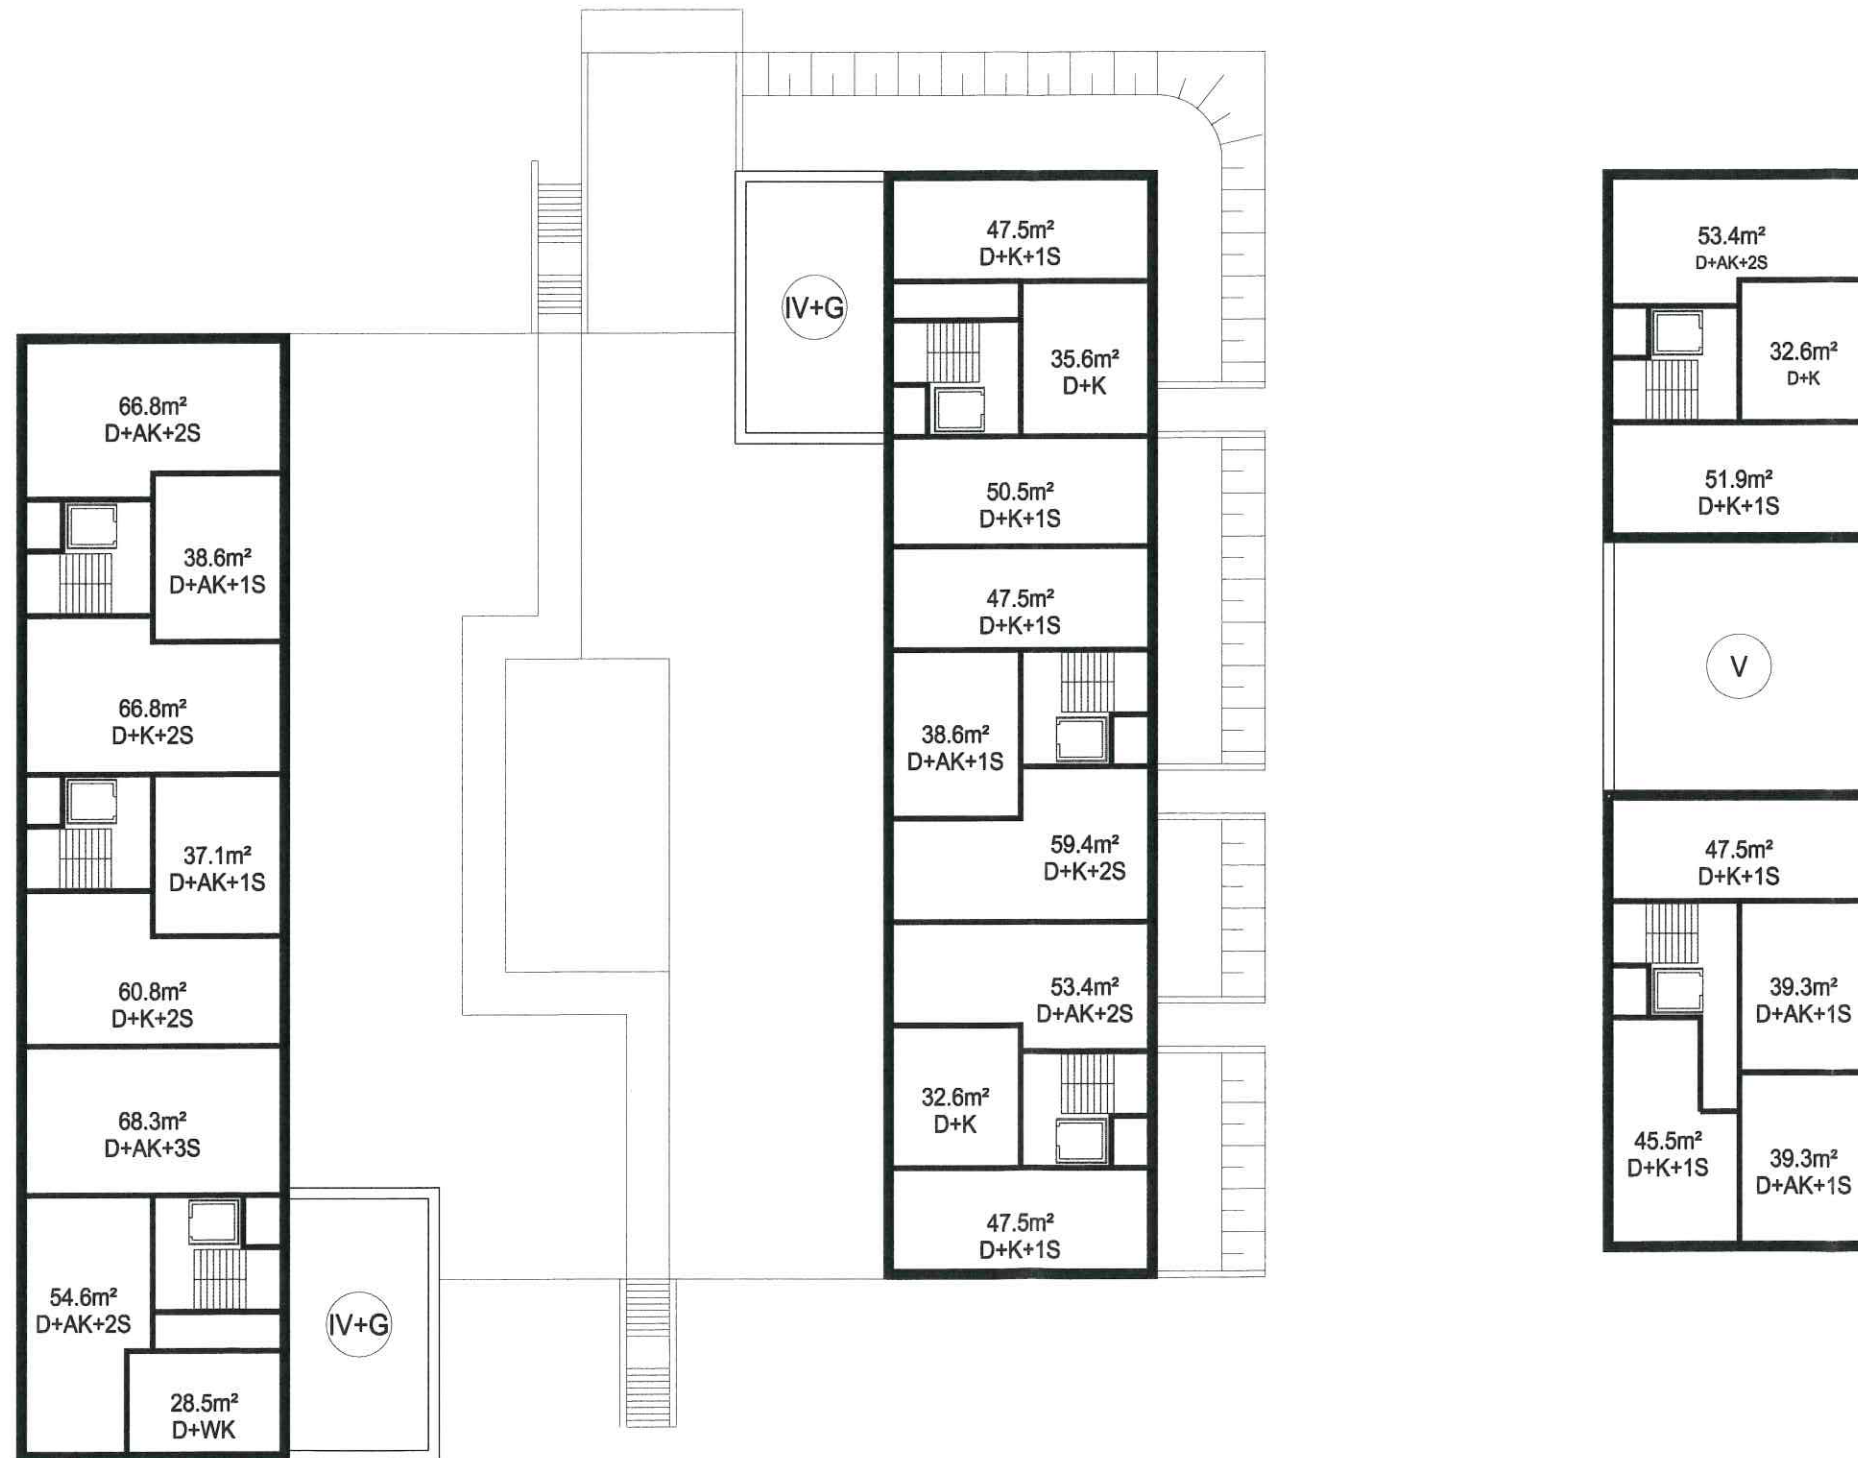 66.8m²
D+AK+2S
38.6m²
D+AK+1S
66.8m²
D+K+2S
37.1m²
D+AK+1S
60.8m²
D+K+2S
68.3m²
D+AK+3S
54.6m²
D+AK+2S
28.5m²
D+WK
IV+G
IV+G
47.5m²
D+K+1S
35.6m²
D+K
50.5m²
D+K+1S
47.5m²
D+K+1S
38.6m²
D+AK+1S
59.4m²
D+K+2S
53.4m²
D+AK+2S
32.6m²
D+K
47.5m²
D+K+1S
53.4m²
D+AK+2S
32.6m²
D+K
51.9m²
D+K+1S
V
47.5m²
D+K+1S
39.3m²
D+AK+1S
45.5m²
D+K+1S
39.3m²
D+AK+1S